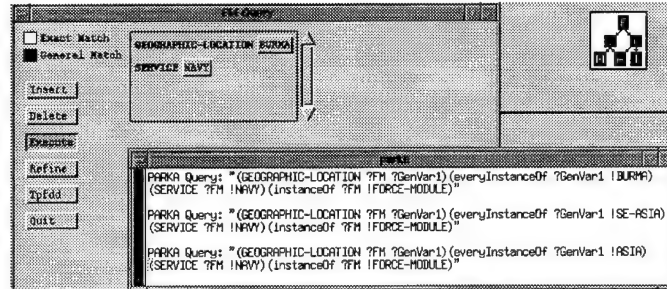 FM Query
Exact Match
General Match
GEOGRAPHIC-LOCATION BURMA
SERVICE NAVY
Insert
Delete
Execute
Refine
Tpfdd
Quit
parka
PARKA Query: "(GEOGRAPHIC-LOCATION ?FM ?GenVar1)(everyInstanceOf ?GenVar1 !BURMA)
(SERVICE ?FM !NAVY)(instanceOf ?FM !FORCE-MODULE)"
PARKA Query: "(GEOGRAPHIC-LOCATION ?FM ?GenVar1)(everyInstanceOf ?GenVar1 !SE-ASIA)
(SERVICE ?FM !NAVY)(instanceOf ?FM !FORCE-MODULE)"
PARKA Query: "(GEOGRAPHIC-LOCATION ?FM ?GenVar1)(everyInstanceOf ?GenVar1 !ASIA)
(SERVICE ?FM !NAVY)(instanceOf ?FM !FORCE-MODULE)"